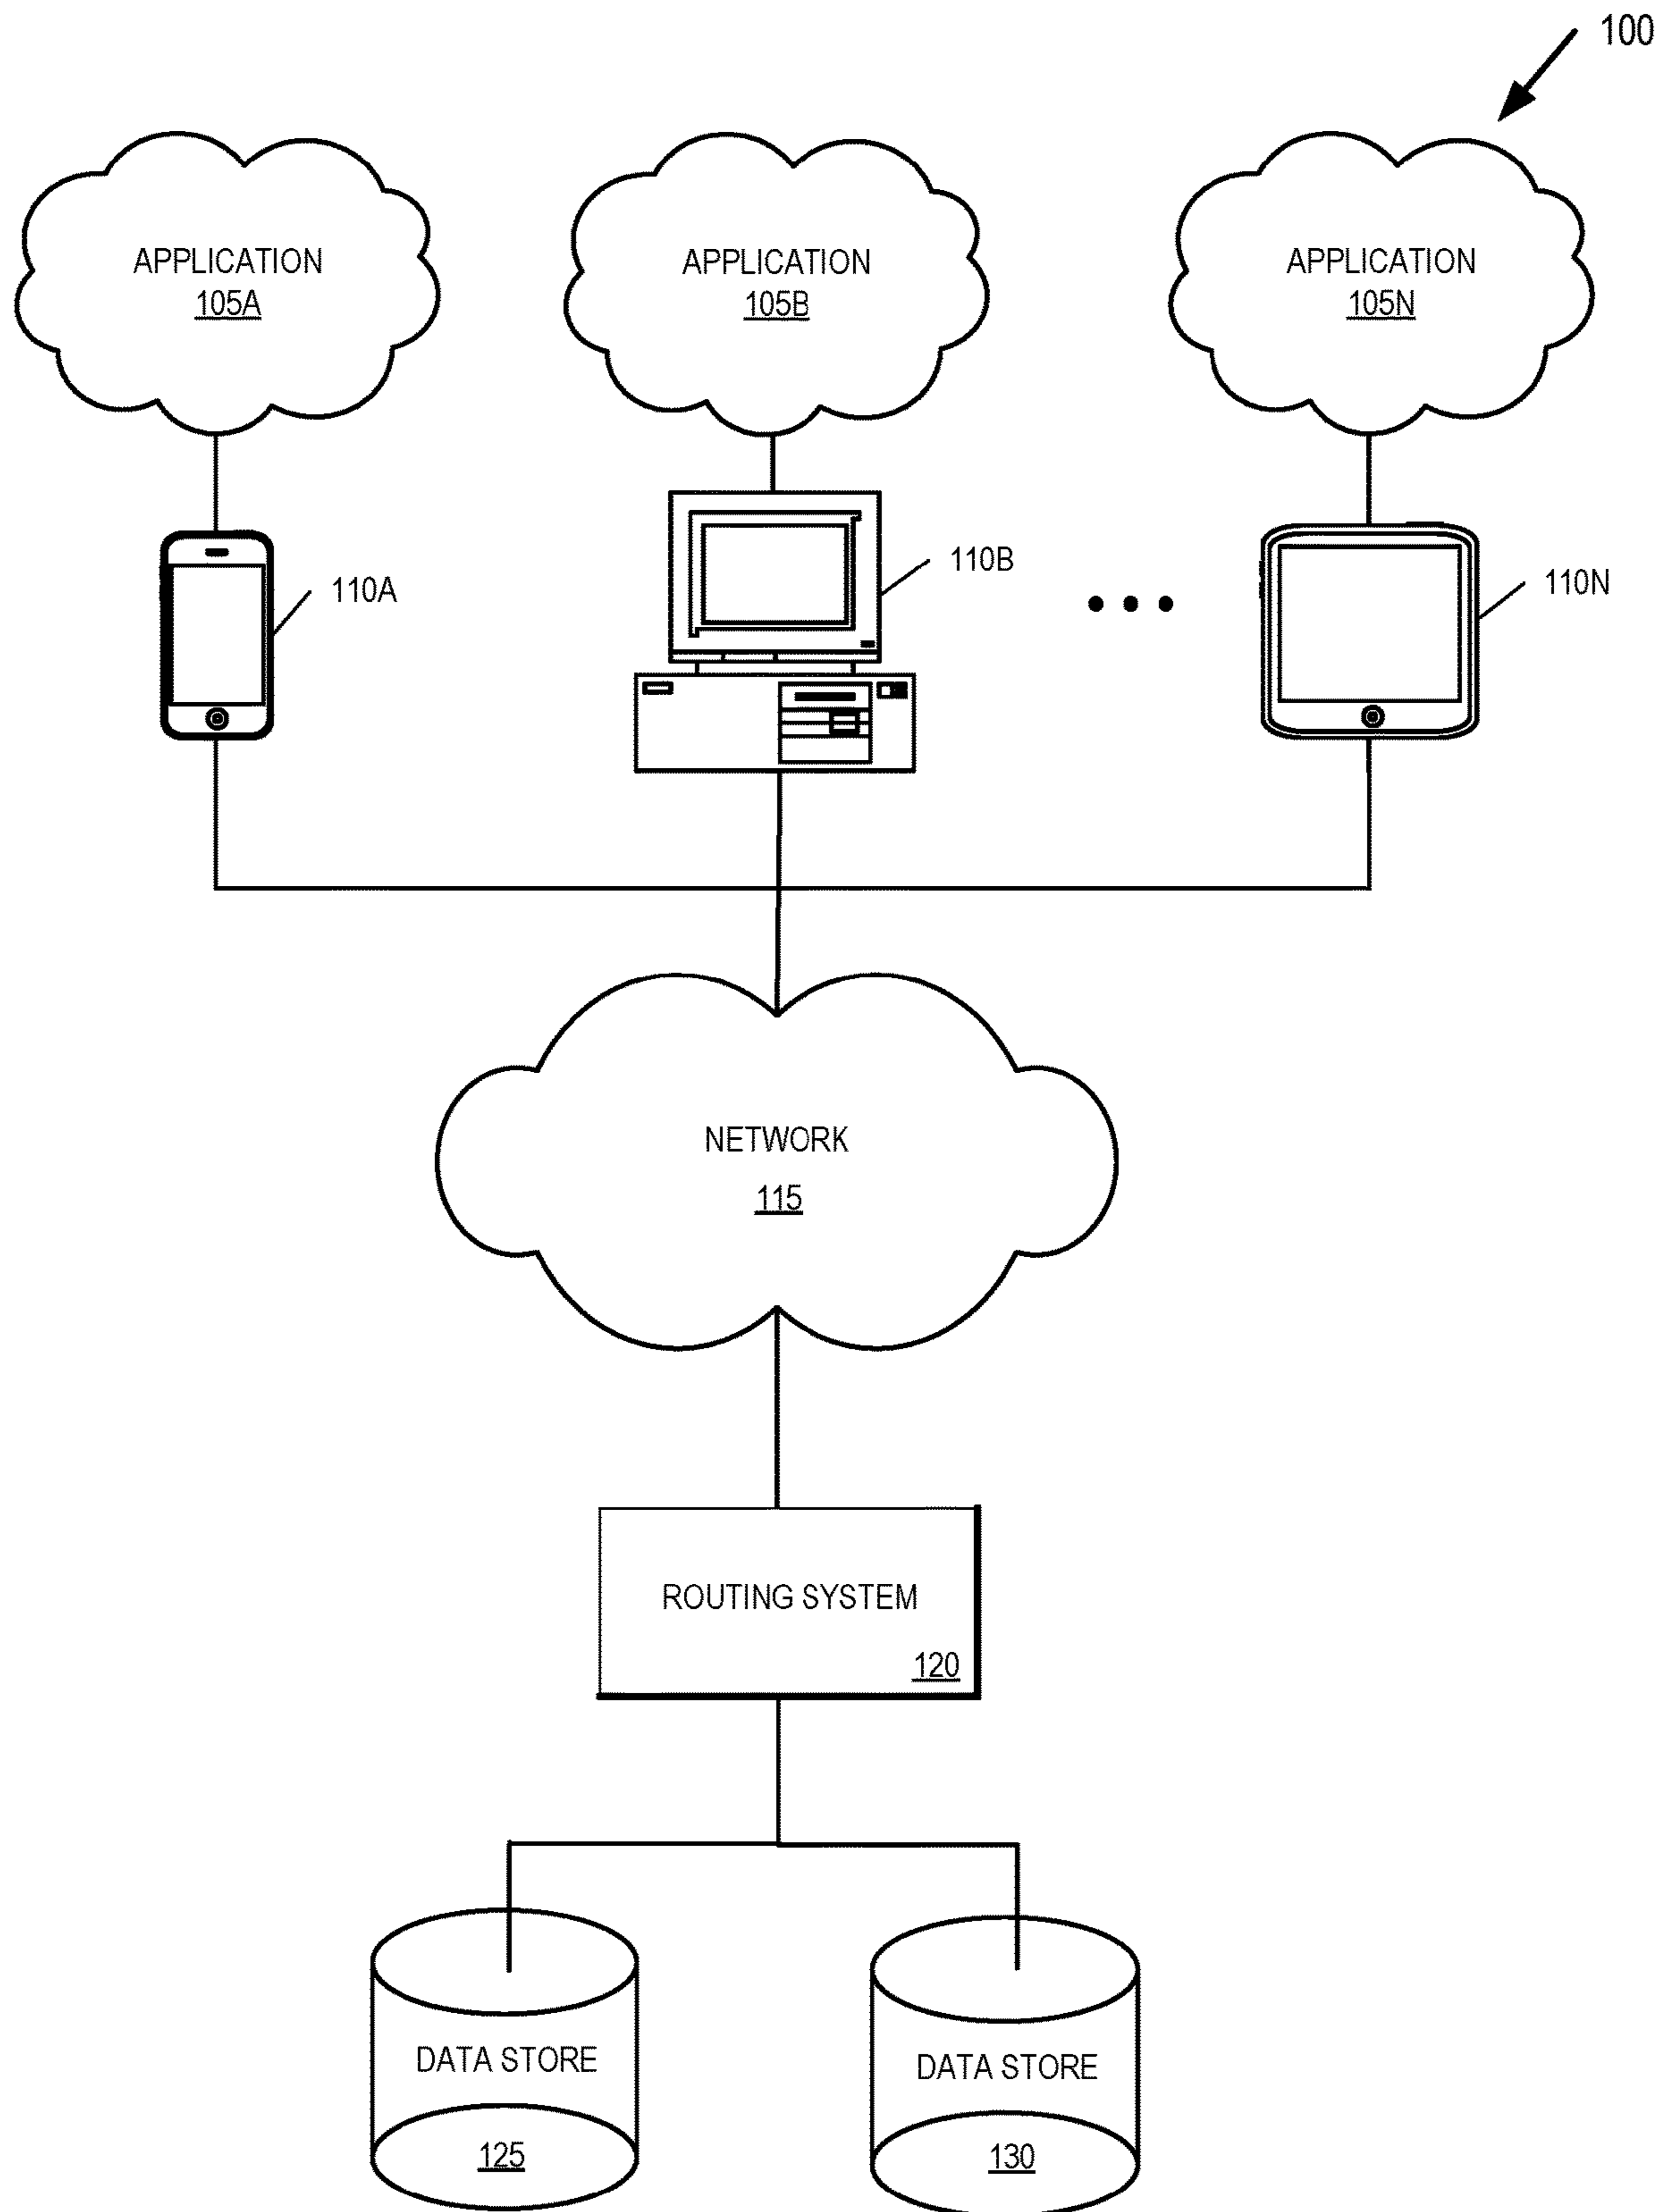 100
APPLICATION
105A
APPLICATION
105B
APPLICATION
105N
110A
110B
110N
NETWORK
115
ROUTING SYSTEM
120
DATA STORE
125
DATA STORE
130